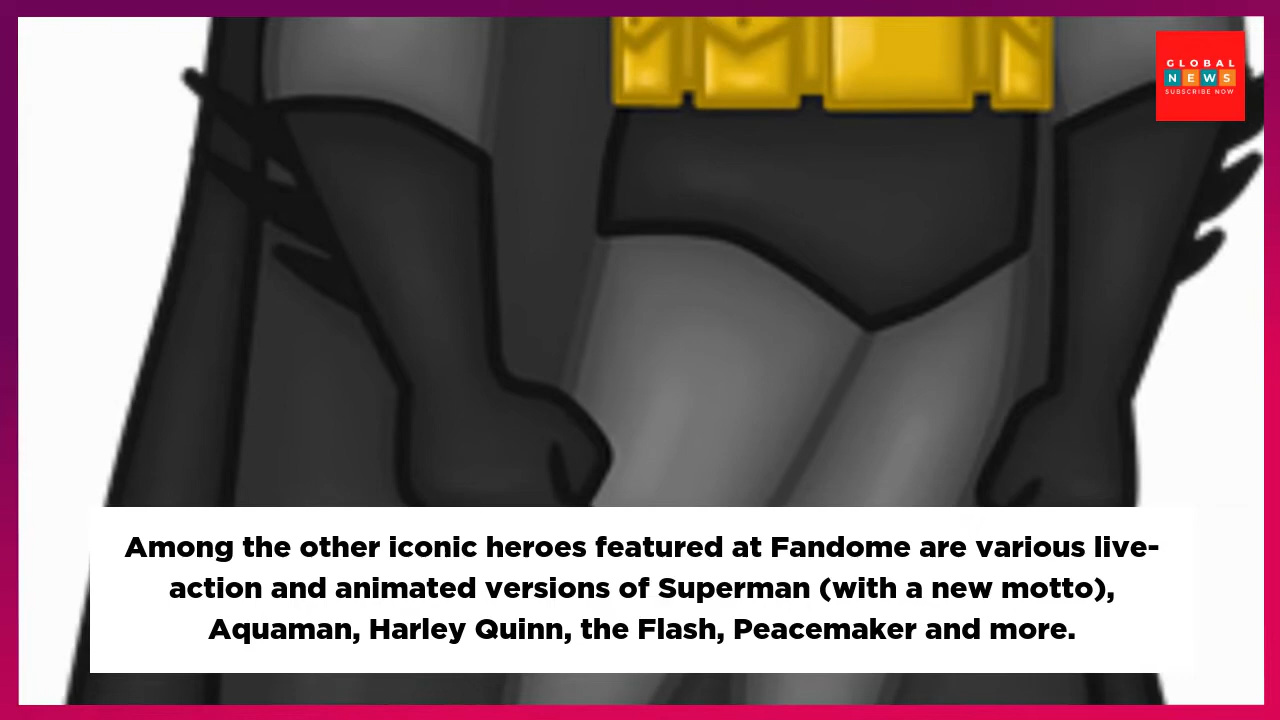 GLOBAL
NEWS
SUBSCRIBE NOW
Among the other iconic heroes featured at Fandome are various live-
action and animated versions of Superman (with a new motto),
Aquaman, Harley Quinn, the Flash, Peacemaker and more.